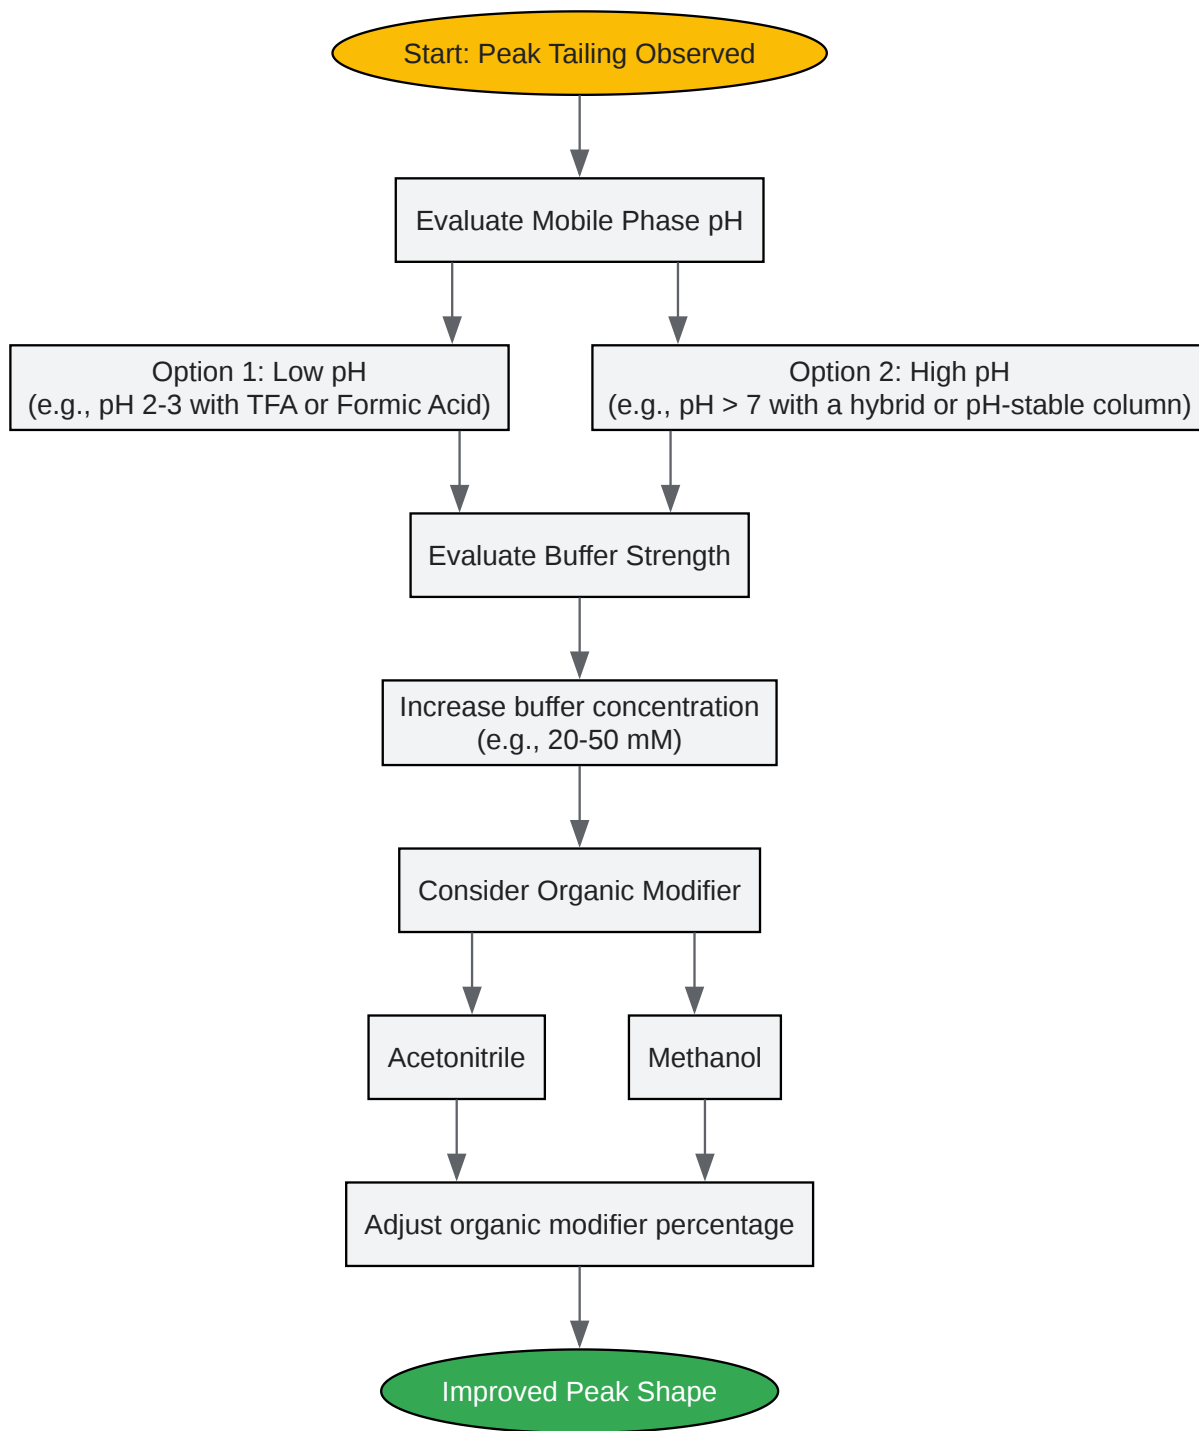 Start: Peak Tailing Observed
Evaluate Mobile Phase pH
Option 1: Low pH
(e.g., pH 2-3 with TFA or Formic Acid)
Option 2: High pH
(e.g., pH > 7 with a hybrid or pH-stable column)
Evaluate Buffer Strength
Increase buffer concentration
(e.g., 20-50 mM)
Consider Organic Modifier
Acetonitrile
Methanol
Adjust organic modifier percentage
Improved Peak Shape